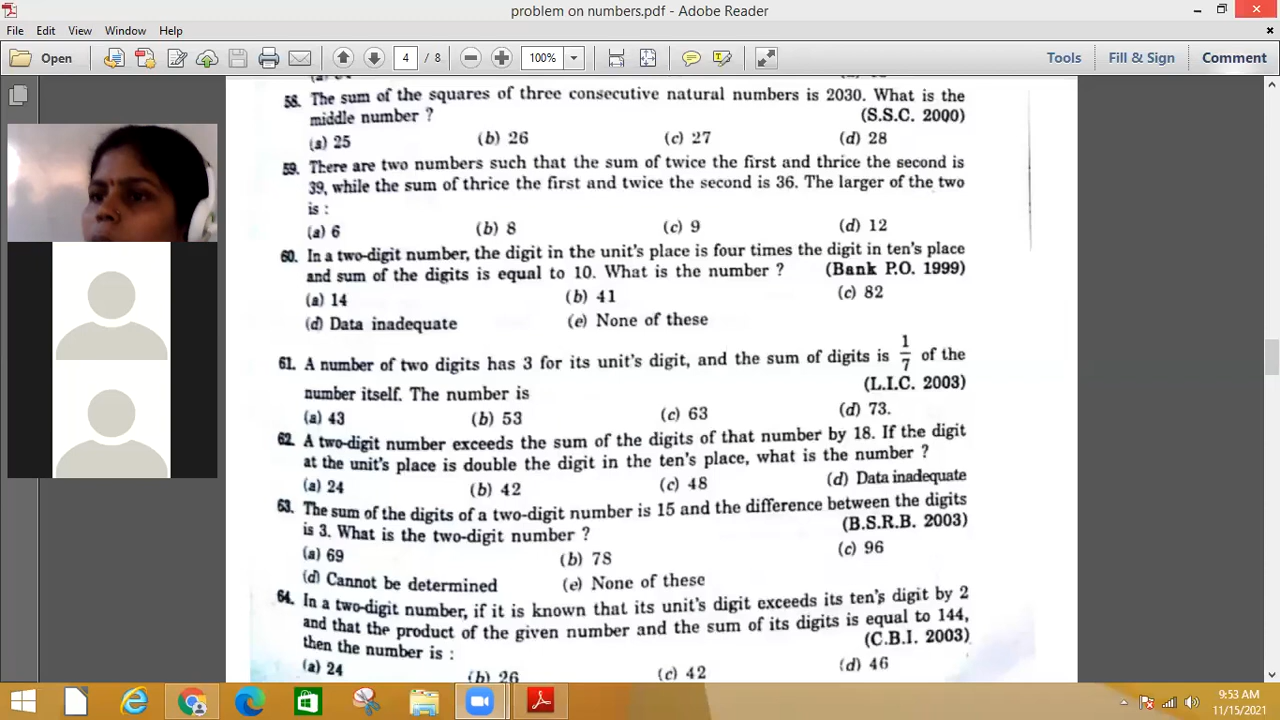 problem on numbers.pdf - Adobe Reader
File Edit View Window Help
Open 4 / 8 100% Tools Fill & Sign Comment
58. The sum of the squares of three consecutive natural numbers is 2030. What is the
middle number ? (S.S.C. 2000)
(a) 25 (b) 26 (c) 27 (d) 28
59. There are two numbers such that the sum of twice the first and thrice the second is
39, while the sum of thrice the first and twice the second is 36. The larger of the two
is :
(a) 6 (b) 8 (c) 9 (d) 12
60. In a two-digit number, the digit in the unit's place is four times the digit in ten's place
and sum of the digits is equal to 10. What is the number ? (Bank P.O. 1999)
(a) 14 (b) 41 (c) 82
(d) Data inadequate (e) None of these
61. A number of two digits has 3 for its unit's digit, and the sum of digits is 1/7 of the
number itself. The number is (L.I.C. 2003)
(a) 43 (b) 53 (c) 63 (d) 73.
62. A two-digit number exceeds the sum of the digits of that number by 18. If the digit
at the unit's place is double the digit in the ten's place, what is the number ?
(a) 24 (b) 42 (c) 48 (d) Data inadequate
63. The sum of the digits of a two-digit number is 15 and the difference between the digits
is 3. What is the two-digit number ? (B.S.R.B. 2003)
(a) 69 (b) 78 (c) 96
(d) Cannot be determined (e) None of these
64. In a two-digit number, if it is known that its unit's digit exceeds its ten's digit by 2
and that the product of the given number and the sum of its digits is equal to 144,
then the number is : (C.B.I. 2003)
(a) 24 (b) 26 (c) 42 (d) 46
9:53 AM
11/15/2021